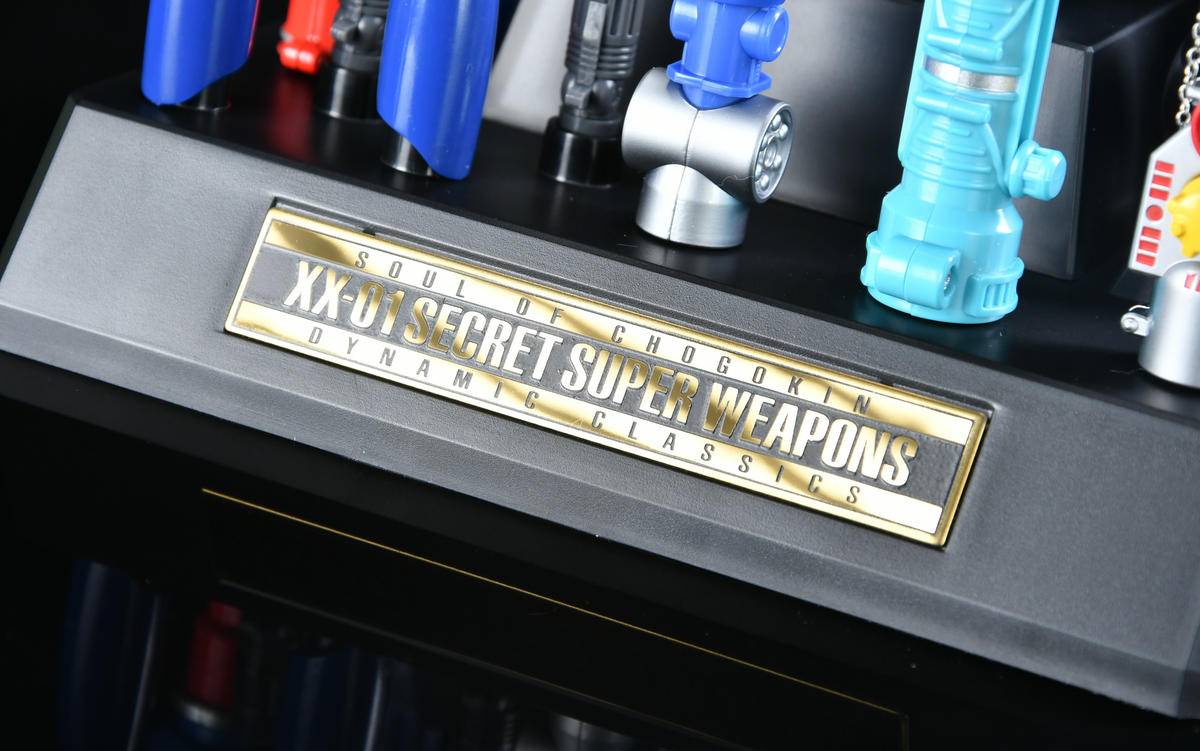 SOUL OF CHOGOKIN
XX-01 SECRET SUPER WEAPONS
DYNAMIC CLASSICS